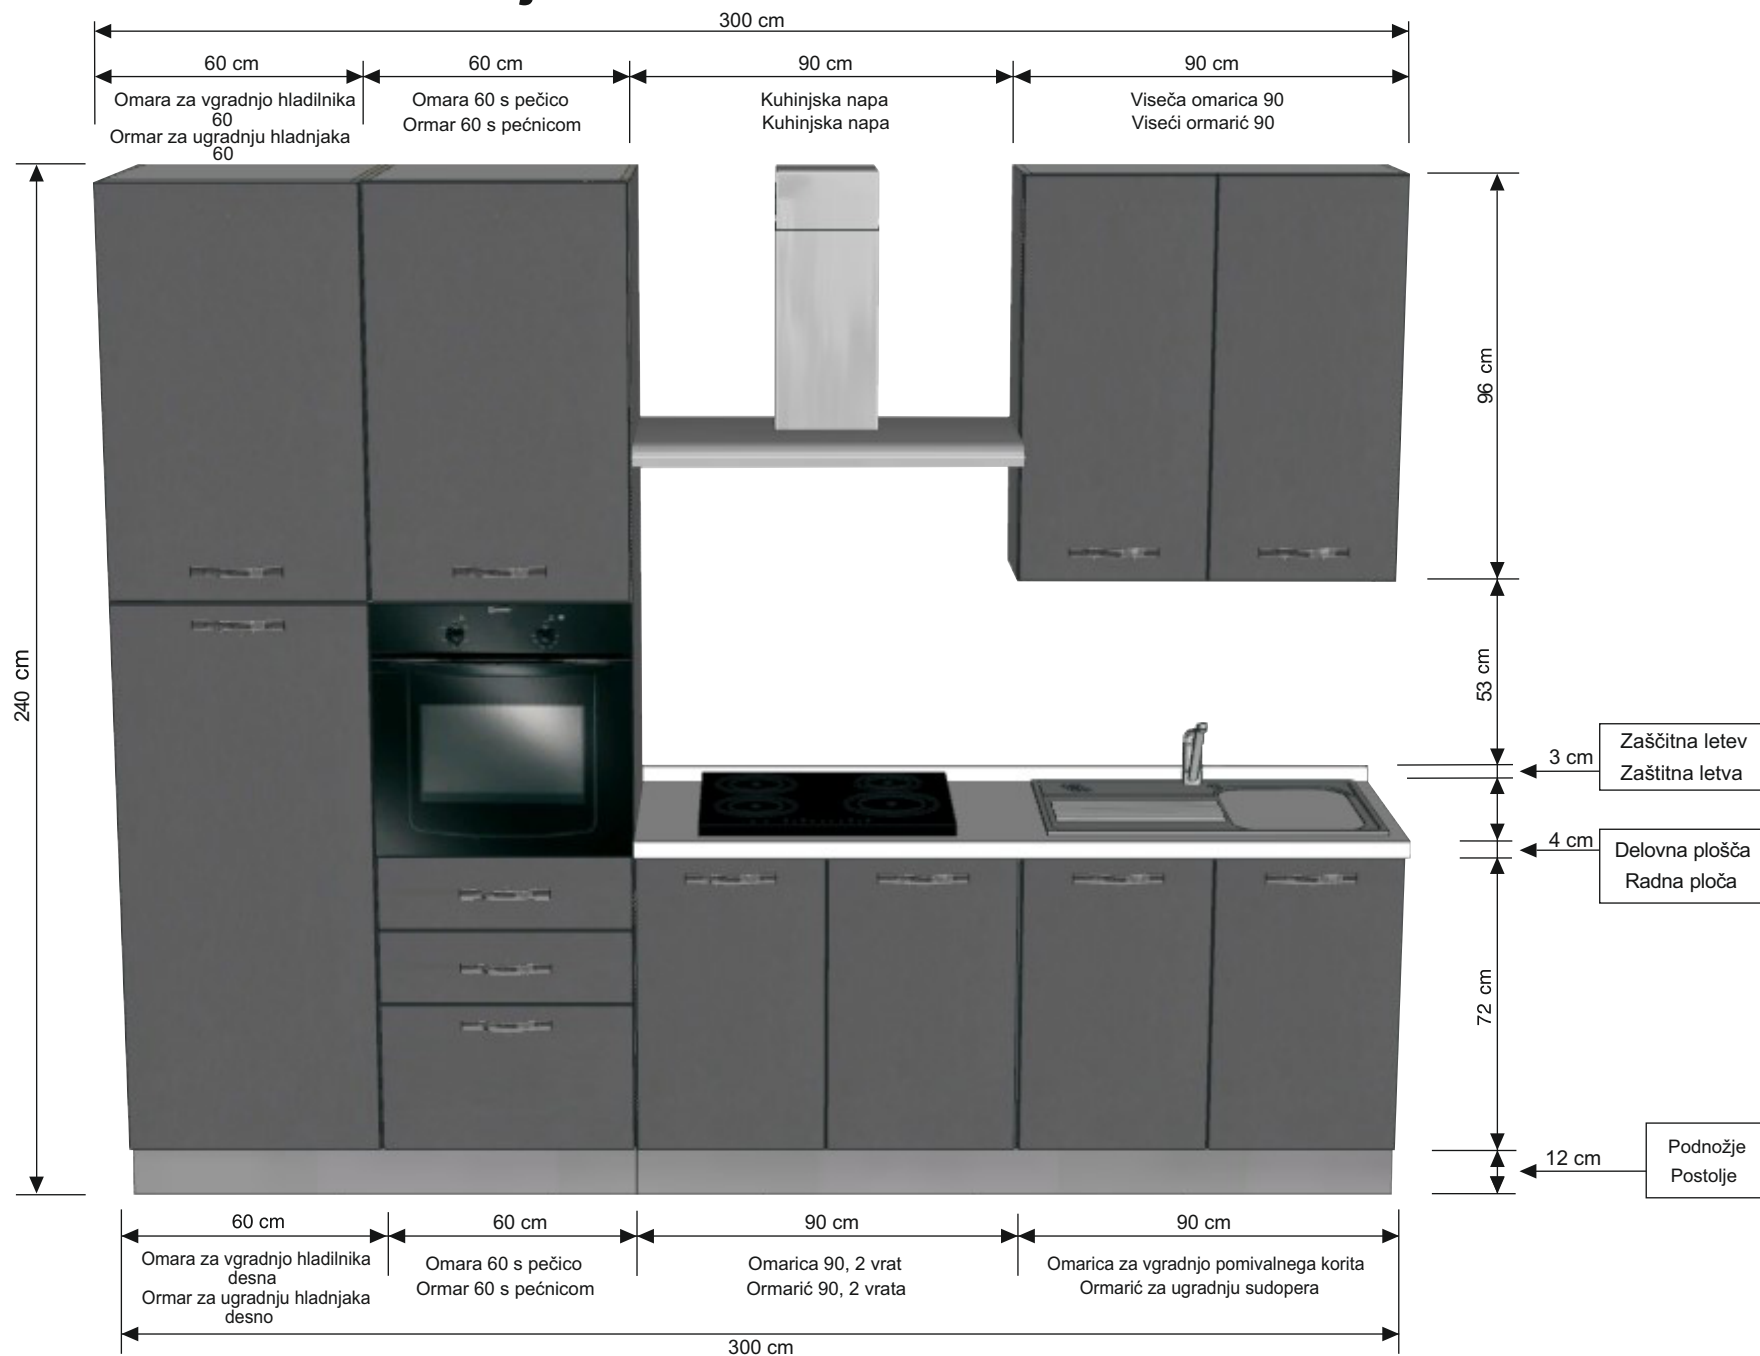 300 cm
60 cm
60 cm
90 cm
90 cm
Omara za vgradnjo hladilnika
60
Ormar za ugradnju hladnjaka
60
Omara 60 s pečico
Ormar 60 s pećnicom
Kuhinjska napa
Kuhinjska napa
Viseča omarica 90
Viseći ormarić 90
240 cm
96 cm
53 cm
3 cm
Zaščitna letev
Zaštitna letva
4 cm
Delovna plošča
Radna ploča
72 cm
12 cm
Podnožje
Postolje
60 cm
60 cm
90 cm
90 cm
Omara za vgradnjo hladilnika
desna
Ormar za ugradnju hladnjaka
desno
Omara 60 s pečico
Ormar 60 s pećnicom
Omarica 90, 2 vrat
Ormarić 90, 2 vrata
Omarica za vgradnjo pomivalnega korita
Ormarić za ugradnju sudopera
300 cm